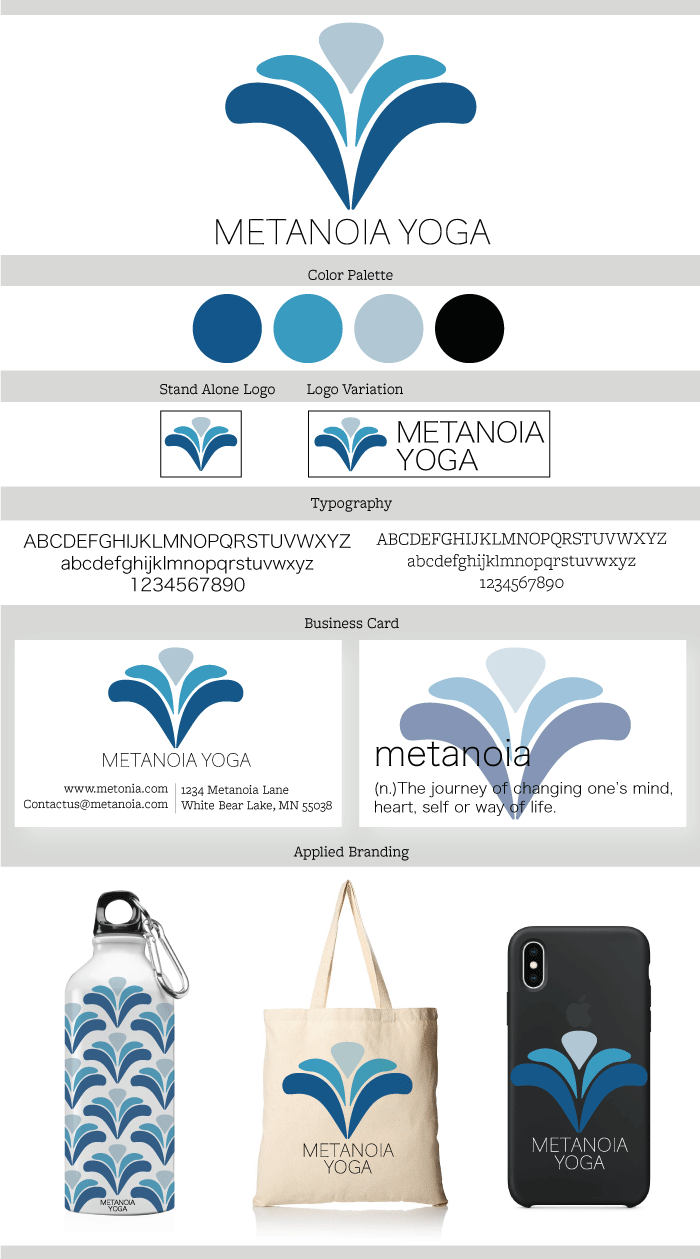 METANOIA YOGA
Color Palette
Stand Alone Logo
Logo Variation
METANOIA
YOGA
Typography
ABCDEFGHIJKLMNOPQRSTUVWXYZ
abcdefghijklmnopqrstuvwxyz
1234567890
ABCDEFGHIJKLMNOPQRSTUVWXYZ
abcdefghijklmnopqrstuvwxyz
1234567890
Business Card
METANOIA YOGA
www.metonia.com
Contactus@metanoia.com
1234 Metanoia Lane
White Bear Lake, MN 55038
metanoia
(n.)The journey of changing one's mind,
heart, self or way of life.
Applied Branding
METANOIA
YOGA
METANOIA
YOGA
METANOIA
YOGA